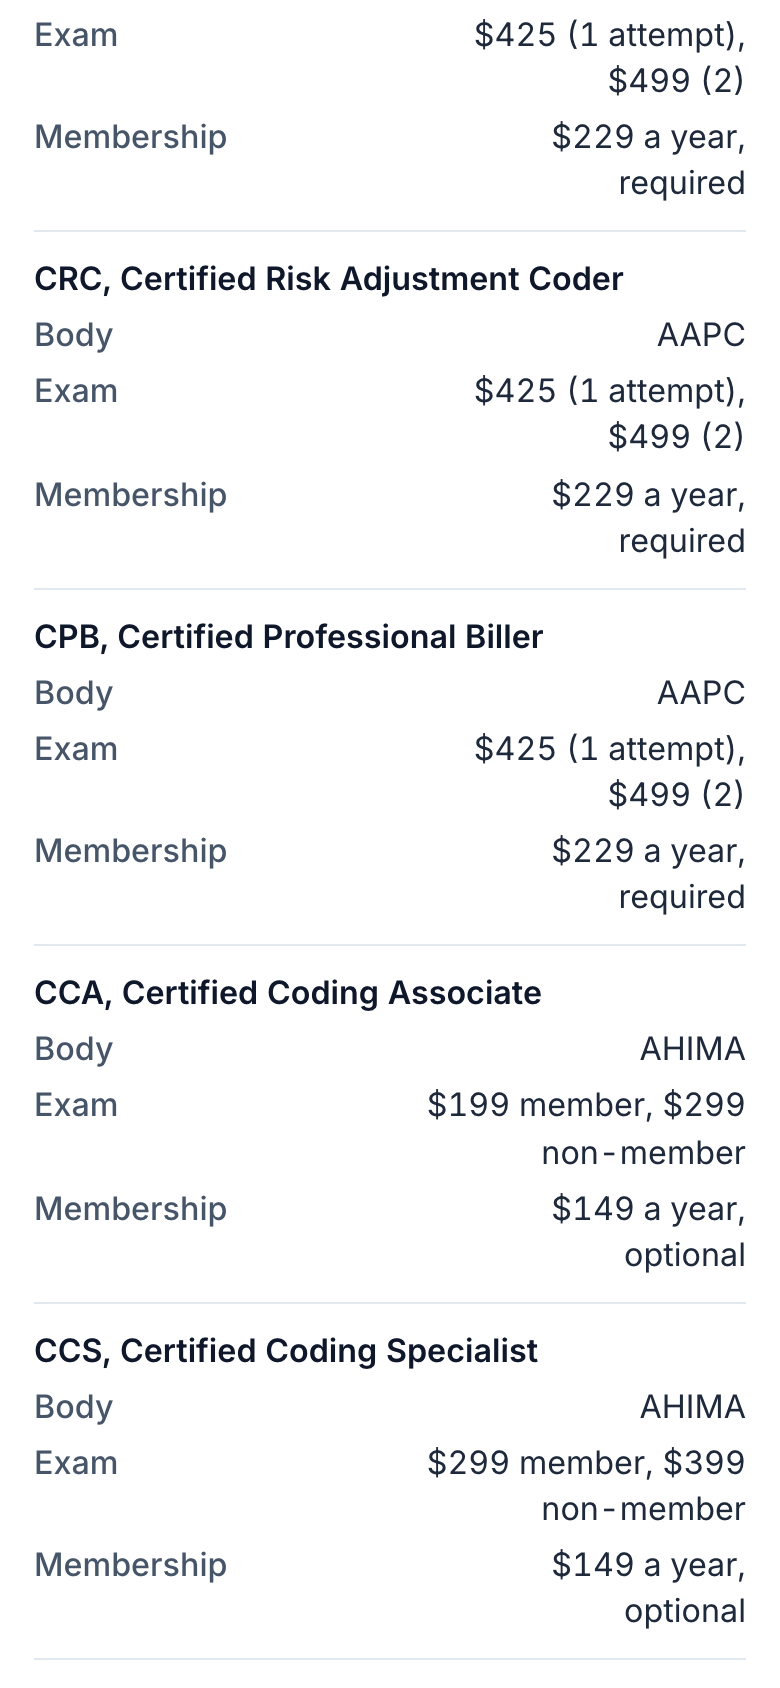 Exam $425 (1 attempt),
$499 (2)
Membership $229 a year,
required
CRC, Certified Risk Adjustment Coder
Body AAPC
Exam $425 (1 attempt),
$499 (2)
Membership $229 a year,
required
CPB, Certified Professional Biller
Body AAPC
Exam $425 (1 attempt),
$499 (2)
Membership $229 a year,
required
CCA, Certified Coding Associate
Body AHIMA
Exam $199 member, $299
non-member
Membership $149 a year,
optional
CCS, Certified Coding Specialist
Body AHIMA
Exam $299 member, $399
non-member
Membership $149 a year,
optional